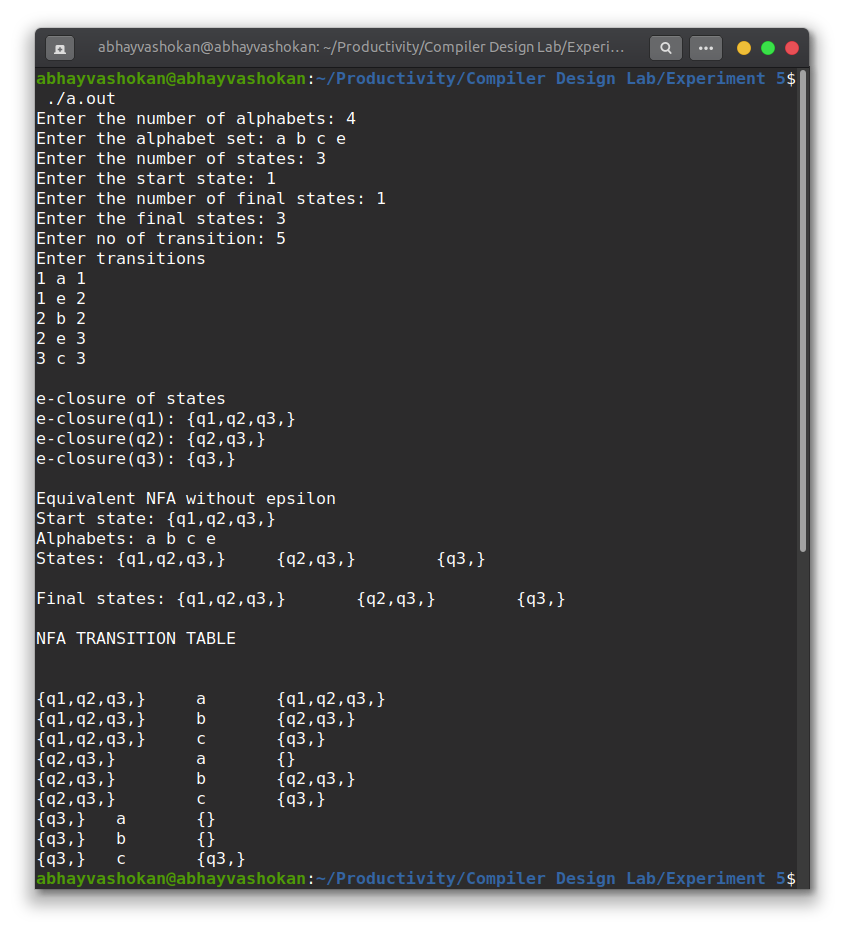 abhayvashokan@abhayvashokan: ~/Productivity/Compiler Design Lab/Experi…
abhayvashokan@abhayvashokan:~/Productivity/Compiler Design Lab/Experiment 5$
./a.out
Enter the number of alphabets: 4
Enter the alphabet set: a b c e
Enter the number of states: 3
Enter the start state: 1
Enter the number of final states: 1
Enter the final states: 3
Enter no of transition: 5
Enter transitions
1 a 1
1 e 2
2 b 2
2 e 3
3 c 3
e-closure of states
e-closure(q1): {q1,q2,q3,}
e-closure(q2): {q2,q3,}
e-closure(q3): {q3,}
Equivalent NFA without epsilon
Start state: {q1,q2,q3,}
Alphabets: a b c e
States: {q1,q2,q3,}     {q2,q3,}        {q3,}
Final states: {q1,q2,q3,}       {q2,q3,}        {q3,}
NFA TRANSITION TABLE
{q1,q2,q3,}     a       {q1,q2,q3,}
{q1,q2,q3,}     b       {q2,q3,}
{q1,q2,q3,}     c       {q3,}
{q2,q3,}        a       {}
{q2,q3,}        b       {q2,q3,}
{q2,q3,}        c       {q3,}
{q3,}   a       {}
{q3,}   b       {}
{q3,}   c       {q3,}
abhayvashokan@abhayvashokan:~/Productivity/Compiler Design Lab/Experiment 5$